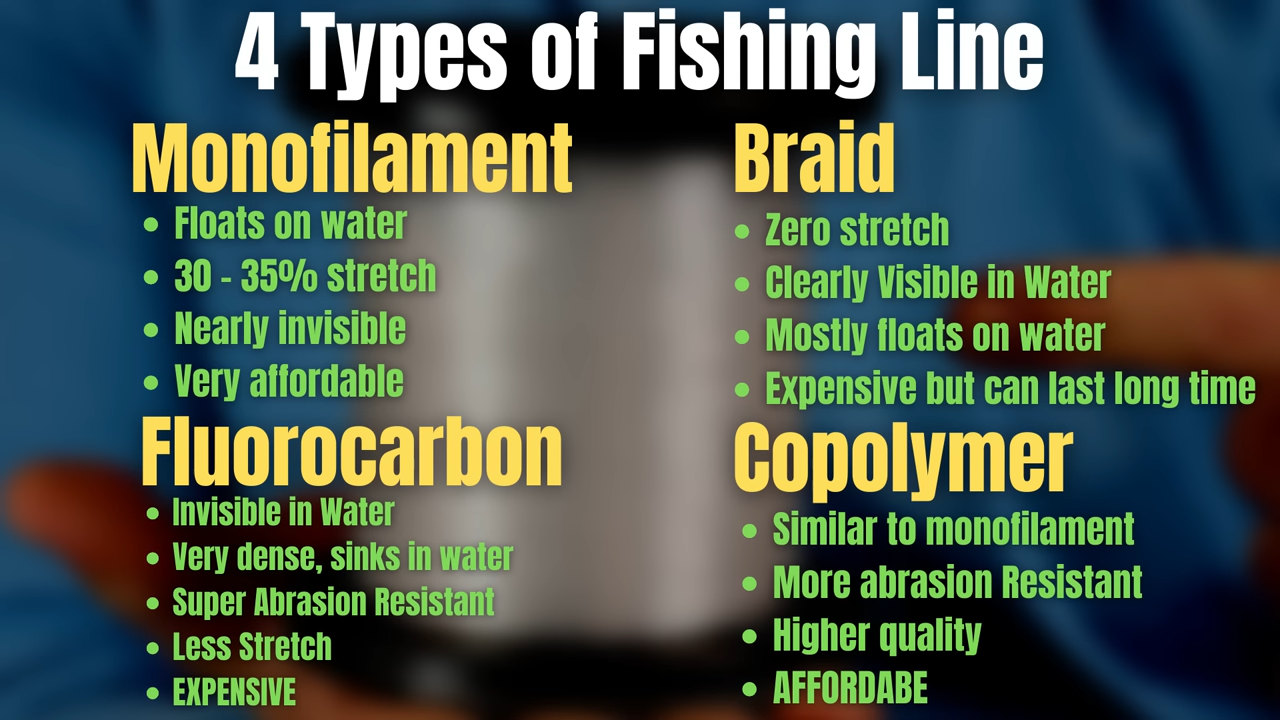 4 Types of Fishing Line
Monofilament
• Floats on water
• 30 - 35% stretch
• Nearly invisible
• Very affordable
Braid
• Zero stretch
• Clearly Visible in Water
• Mostly floats on water
• Expensive but can last long time
Fluorocarbon
• Invisible in Water
• Very dense, sinks in water
• Super Abrasion Resistant
• Less Stretch
• EXPENSIVE
Copolymer
• Similar to monofilament
• More abrasion Resistant
• Higher quality
• AFFORDABE